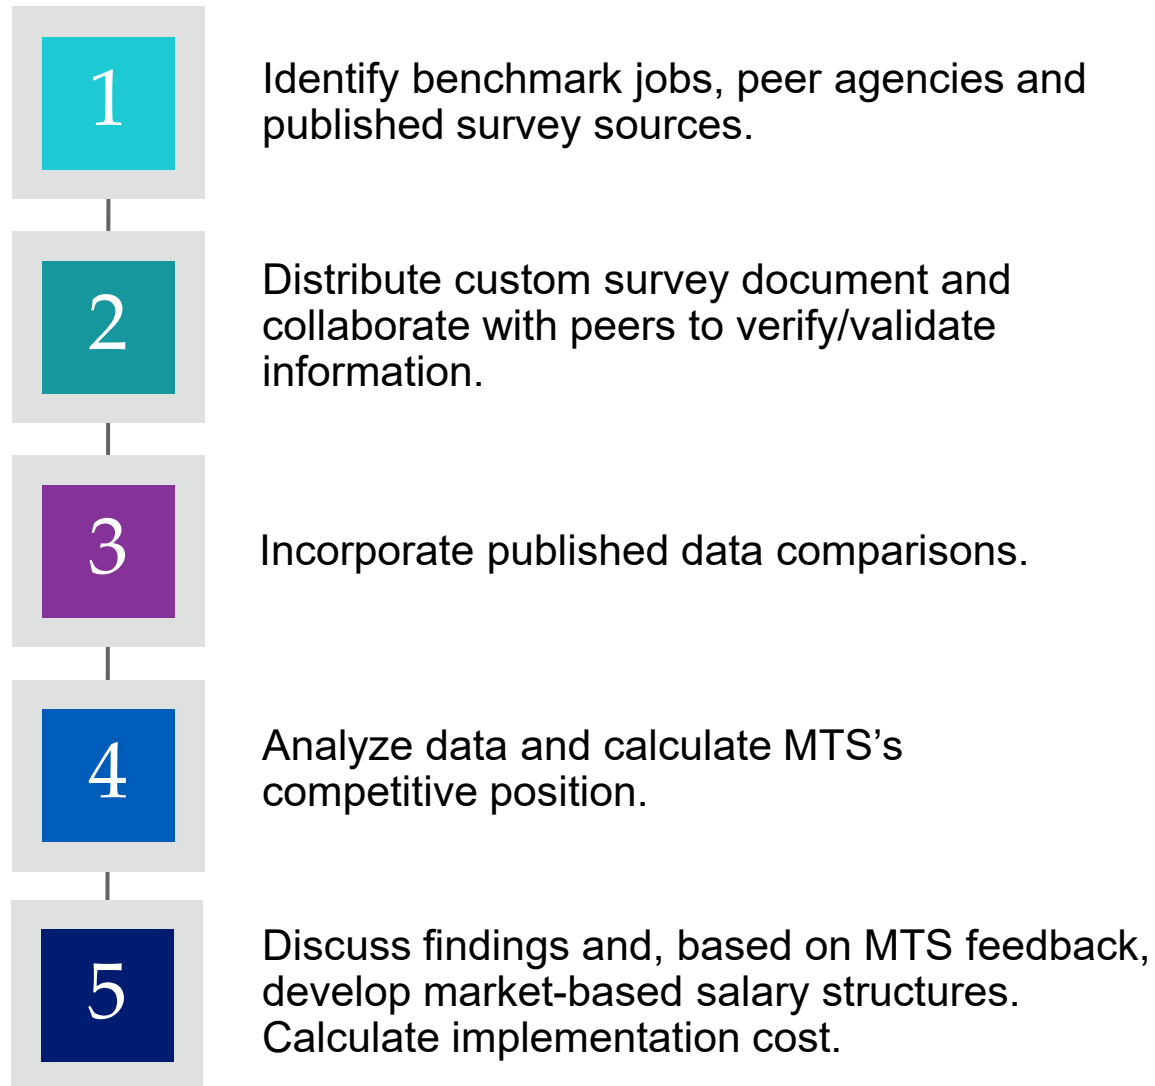 1
Identify benchmark jobs, peer agencies and
published survey sources.
2
Distribute custom survey document and
collaborate with peers to verify/validate
information.
3
Incorporate published data comparisons.
4
Analyze data and calculate MTS’s
competitive position.
5
Discuss findings and, based on MTS feedback,
develop market-based salary structures.
Calculate implementation cost.